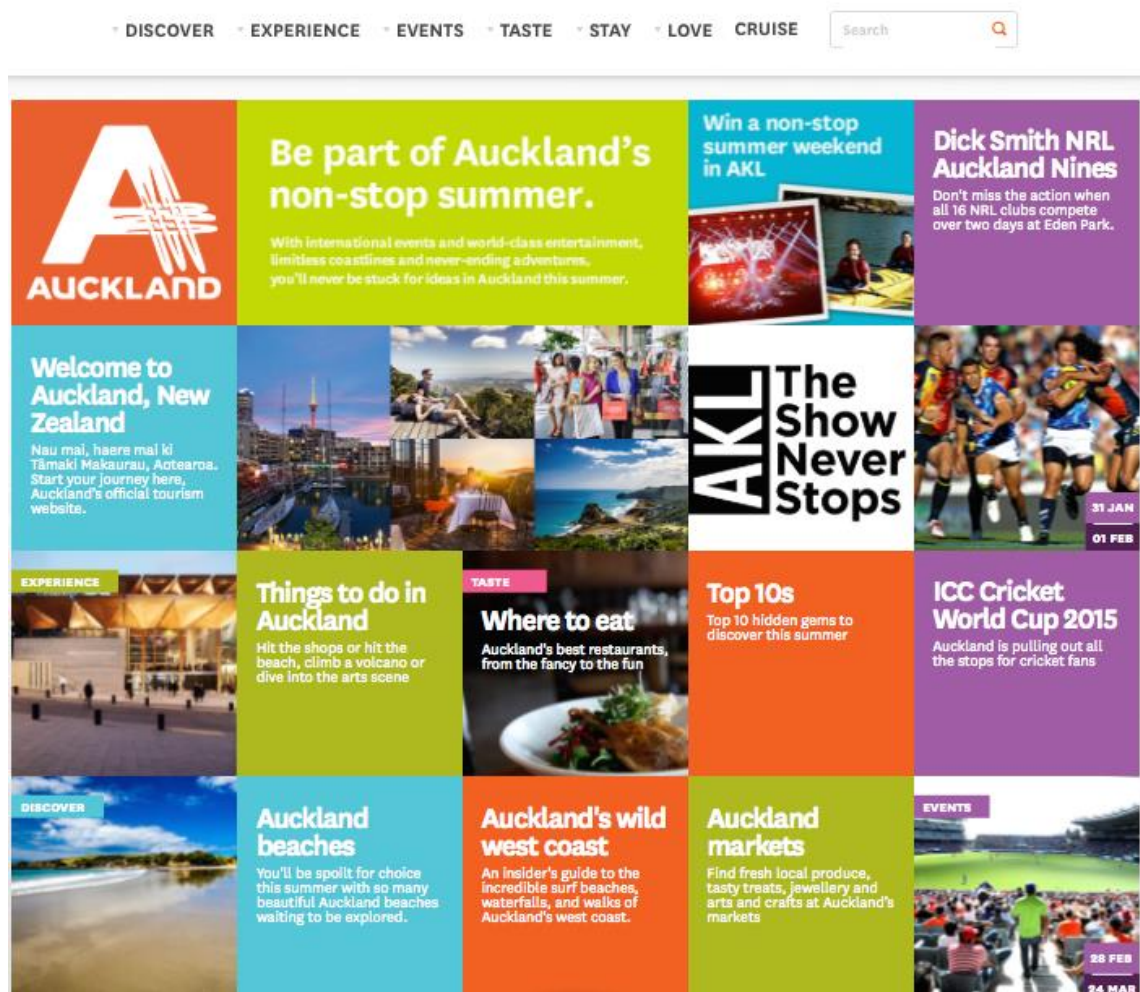 DISCOVER EXPERIENCE EVENTS TASTE STAY LOVE CRUISE Search
AUCKLAND
Be part of Auckland's
non-stop summer.
With international events and world-class entertainment,
limitless coastlines and never-ending adventures,
you'll never be stuck for ideas in Auckland this summer.
Win a non-stop
summer weekend
in AKL
Dick Smith NRL
Auckland Nines
Don't miss the action when
all 16 NRL clubs compete
over two days at Eden Park.
Welcome to
Auckland, New
Zealand
Nau mai, haere mai ki
Tāmaki Makaurau, Aotearoa.
Start your journey here,
Auckland's official tourism
website.
AKL
The
Show
Never
Stops
31 JAN
01 FEB
EXPERIENCE
Things to do in
Auckland
Hit the shops or hit the
beach, climb a volcano or
dive into the arts scene
TASTE
Where to eat
Auckland's best restaurants,
from the fancy to the fun
Top 10s
Top 10 hidden gems to
discover this summer
ICC Cricket
World Cup 2015
Auckland is pulling out all
the stops for cricket fans
DISCOVER
Auckland
beaches
You'll be spoilt for choice
this summer with so many
beautiful Auckland beaches
waiting to be explored.
Auckland's wild
west coast
An insider's guide to the
incredible surf beaches,
waterfalls, and walks of
Auckland's west coast.
Auckland
markets
Find fresh local produce,
tasty treats, jewellery and
arts and crafts at Auckland's
markets
EVENTS
28 FEB
24 MAR